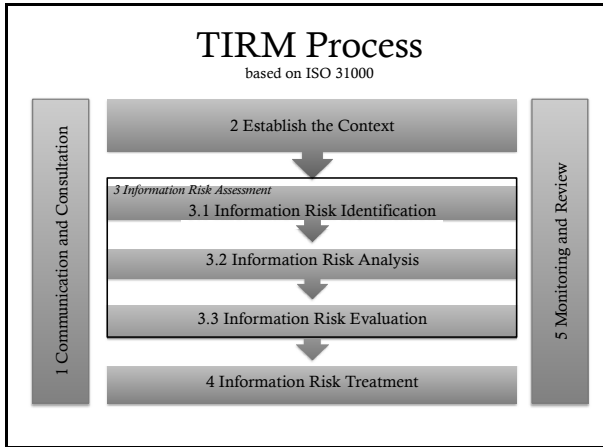 TIRM Process
based on ISO 31000
1 Communication and Consultation
2 Establish the Context
3 Information Risk Assessment
3.1 Information Risk Identification
3.2 Information Risk Analysis
3.3 Information Risk Evaluation
4 Information Risk Treatment
5 Monitoring and Review